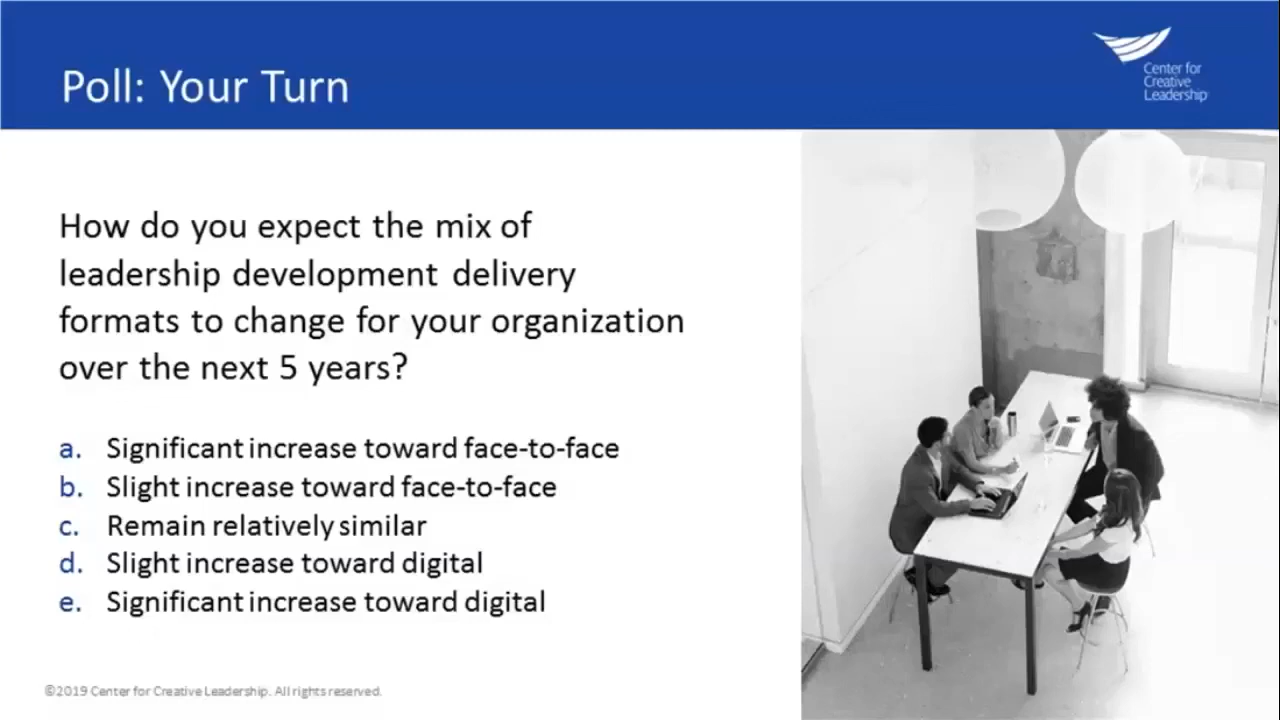 Poll: Your Turn
Center for
Creative
Leadership
How do you expect the mix of
leadership development delivery
formats to change for your organization
over the next 5 years?
a. Significant increase toward face-to-face
b. Slight increase toward face-to-face
c. Remain relatively similar
d. Slight increase toward digital
e. Significant increase toward digital
©2019 Center for Creative Leadership. All rights reserved.